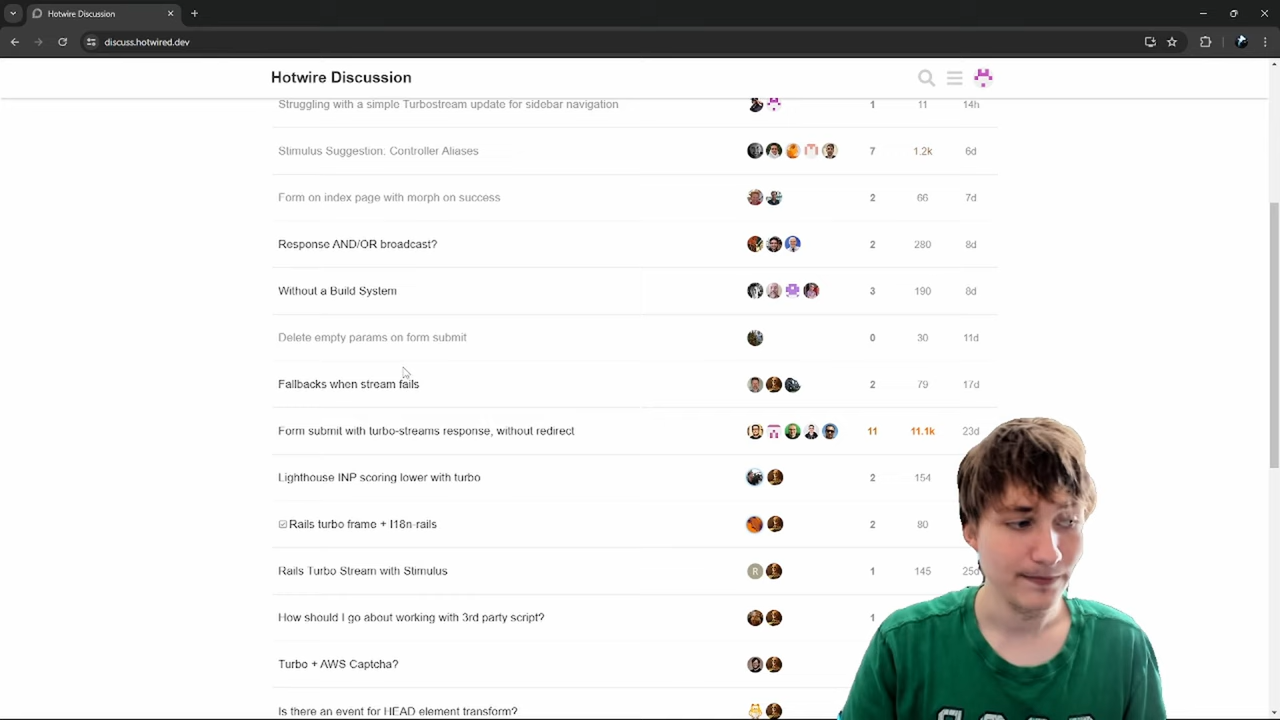 Hotwire Discussion
discuss.hotwired.dev
Hotwire Discussion
Struggling with a simple Turbostream update for sidebar navigation 1 11 14h
Stimulus Suggestion: Controller Aliases 7 1.2k 6d
Form on index page with morph on success 2 66 7d
Response AND/OR broadcast? 2 280 8d
Without a Build System 3 190 8d
Delete empty params on form submit 0 30 11d
Fallbacks when stream fails 2 79 17d
Form submit with turbo-streams response, without redirect 11 11.1k 23d
Lighthouse INP scoring lower with turbo 2 154
Rails turbo frame + I18n-rails 2 80
Rails Turbo Stream with Stimulus R 1 145 25d
How should I go about working with 3rd party script? 1
Turbo + AWS Captcha?
Is there an event for HEAD element transform?